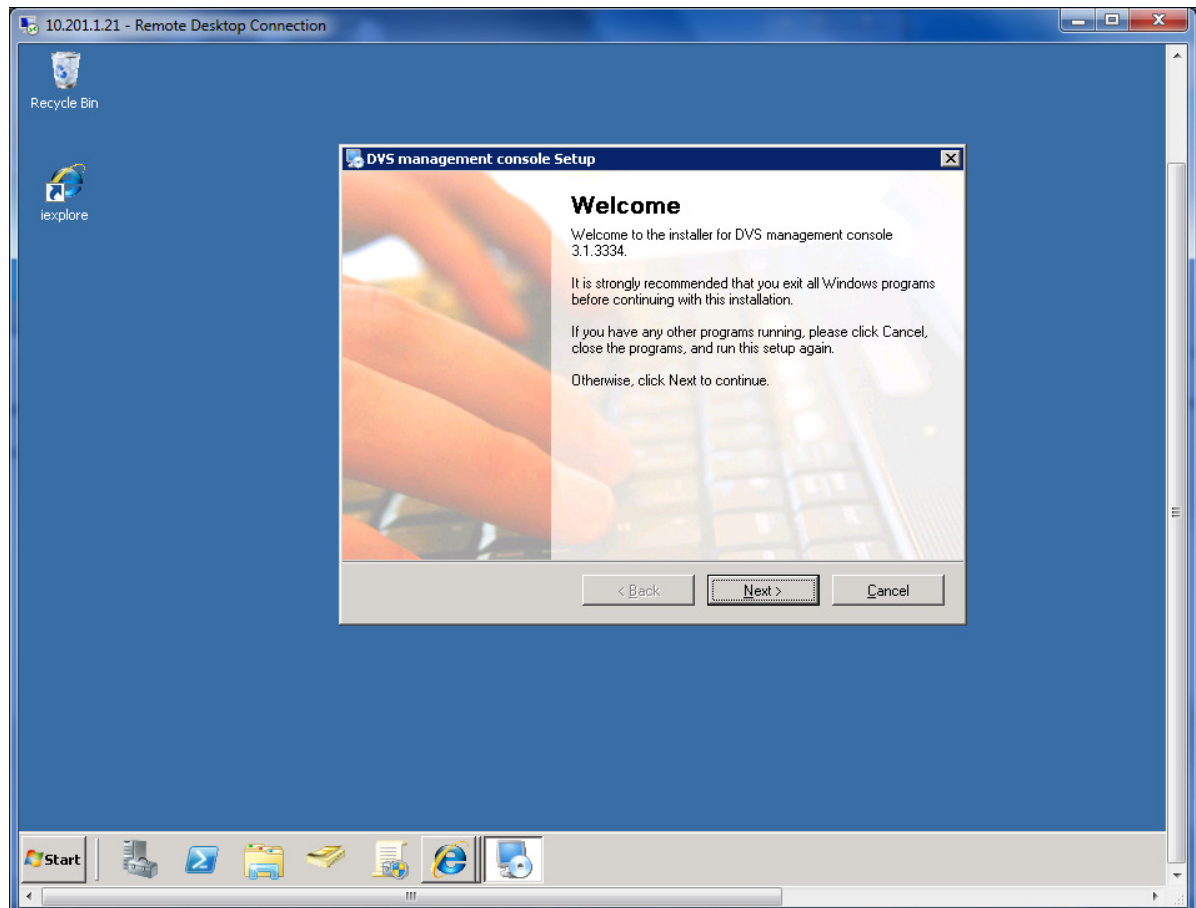 10.201.1.21 - Remote Desktop Connection
Recycle Bin
iexplore
DVS management console Setup
Welcome
Welcome to the installer for DVS management console
3.1.3334.
It is strongly recommended that you exit all Windows programs
before continuing with this installation.
If you have any other programs running, please click Cancel,
close the programs, and run this setup again.
Otherwise, click Next to continue.
< Back
Next >
Cancel
Start